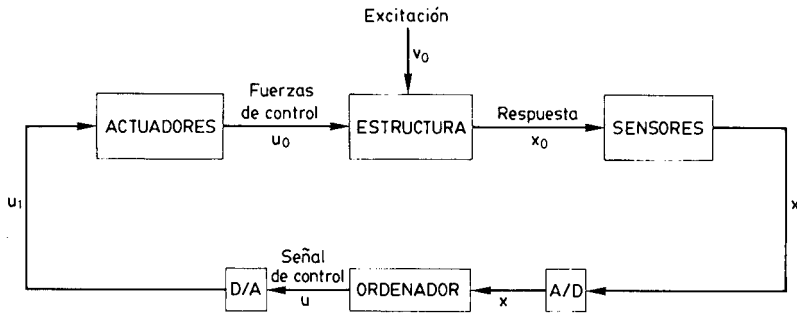 Excitación
v₀
ACTUADORES
Fuerzas
de control
u₀
ESTRUCTURA
Respuesta
x₀
SENSORES
u₁
x
D/A
Señal
de control
u
ORDENADOR
x
A/D